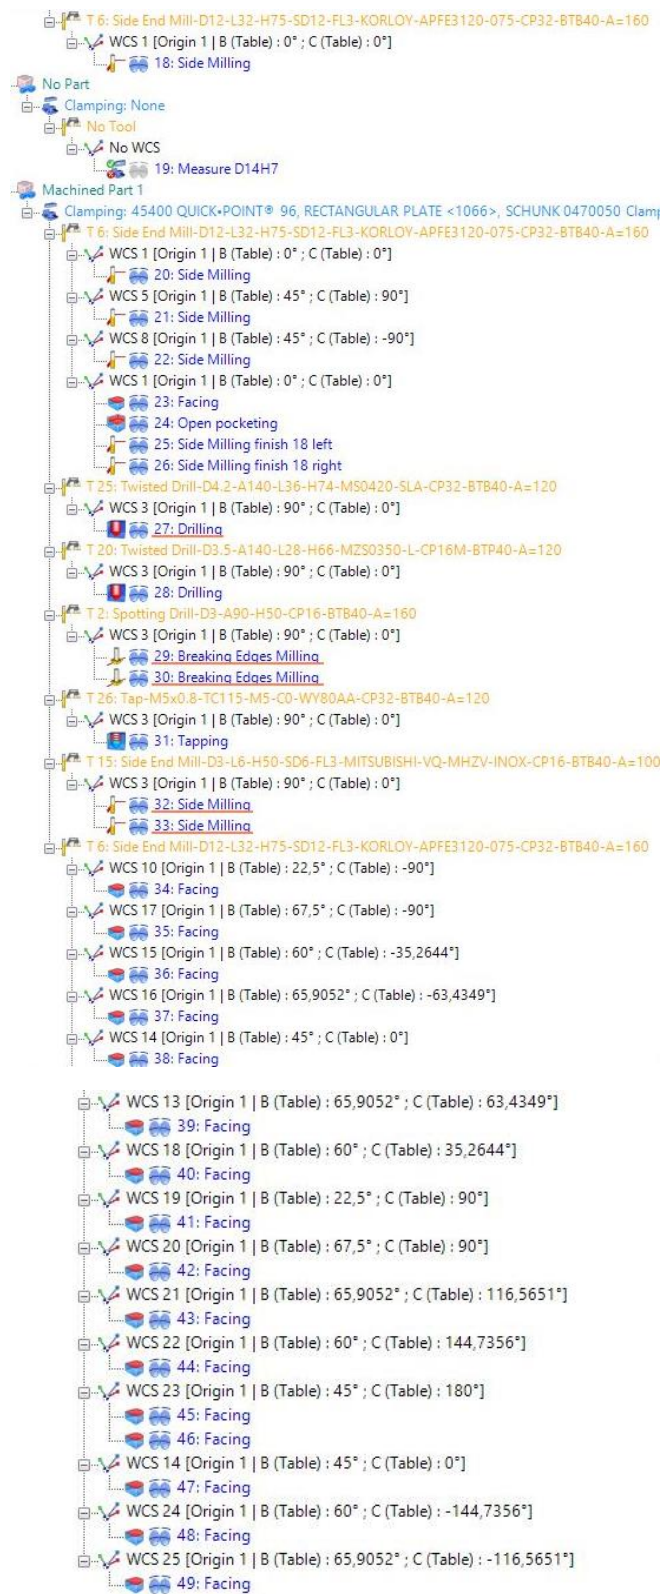 T 6: Side End Mill-D12-L32-H75-SD12-FL3-KORLOY-APFE3120-075-CP32-BTB40-A=160
WCS 1 [Origin 1 | B (Table) : 0° ; C (Table) : 0°]
18: Side Milling
No Part
Clamping: None
No Tool
No WCS
19: Measure D14H7
Machined Part 1
Clamping: 45400 QUICK•POINT® 96, RECTANGULAR PLATE <1066>, SCHUNK 0470050 Clamp
T 6: Side End Mill-D12-L32-H75-SD12-FL3-KORLOY-APFE3120-075-CP32-BTB40-A=160
WCS 1 [Origin 1 | B (Table) : 0° ; C (Table) : 0°]
20: Side Milling
WCS 5 [Origin 1 | B (Table) : 45° ; C (Table) : 90°]
21: Side Milling
WCS 8 [Origin 1 | B (Table) : 45° ; C (Table) : -90°]
22: Side Milling
WCS 1 [Origin 1 | B (Table) : 0° ; C (Table) : 0°]
23: Facing
24: Open pocketing
25: Side Milling finish 18 left
26: Side Milling finish 18 right
T 25: Twisted Drill-D4.2-A140-L36-H74-MS0420-SLA-CP32-BTB40-A=120
WCS 3 [Origin 1 | B (Table) : 90° ; C (Table) : 0°]
27: Drilling
T 20: Twisted Drill-D3.5-A140-L28-H66-MZS0350-L-CP16M-BTP40-A=120
WCS 3 [Origin 1 | B (Table) : 90° ; C (Table) : 0°]
28: Drilling
T 2: Spotting Drill-D3-A90-H50-CP16-BTB40-A=160
WCS 3 [Origin 1 | B (Table) : 90° ; C (Table) : 0°]
29: Breaking Edges Milling
30: Breaking Edges Milling
T 26: Tap-M5x0.8-TC115-M5-C0-WY80AA-CP32-BTB40-A=120
WCS 3 [Origin 1 | B (Table) : 90° ; C (Table) : 0°]
31: Tapping
T 15: Side End Mill-D3-L6-H50-SD6-FL3-MITSUBISHI-VQ-MHZV-INOX-CP16-BTB40-A=100
WCS 3 [Origin 1 | B (Table) : 90° ; C (Table) : 0°]
32: Side Milling
33: Side Milling
T 6: Side End Mill-D12-L32-H75-SD12-FL3-KORLOY-APFE3120-075-CP32-BTB40-A=160
WCS 10 [Origin 1 | B (Table) : 22,5° ; C (Table) : -90°]
34: Facing
WCS 17 [Origin 1 | B (Table) : 67,5° ; C (Table) : -90°]
35: Facing
WCS 15 [Origin 1 | B (Table) : 60° ; C (Table) : -35,2644°]
36: Facing
WCS 16 [Origin 1 | B (Table) : 65,9052° ; C (Table) : -63,4349°]
37: Facing
WCS 14 [Origin 1 | B (Table) : 45° ; C (Table) : 0°]
38: Facing
WCS 13 [Origin 1 | B (Table) : 65,9052° ; C (Table) : 63,4349°]
39: Facing
WCS 18 [Origin 1 | B (Table) : 60° ; C (Table) : 35,2644°]
40: Facing
WCS 19 [Origin 1 | B (Table) : 22,5° ; C (Table) : 90°]
41: Facing
WCS 20 [Origin 1 | B (Table) : 67,5° ; C (Table) : 90°]
42: Facing
WCS 21 [Origin 1 | B (Table) : 65,9052° ; C (Table) : 116,5651°]
43: Facing
WCS 22 [Origin 1 | B (Table) : 60° ; C (Table) : 144,7356°]
44: Facing
WCS 23 [Origin 1 | B (Table) : 45° ; C (Table) : 180°]
45: Facing
46: Facing
WCS 14 [Origin 1 | B (Table) : 45° ; C (Table) : 0°]
47: Facing
WCS 24 [Origin 1 | B (Table) : 60° ; C (Table) : -144,7356°]
48: Facing
WCS 25 [Origin 1 | B (Table) : 65,9052° ; C (Table) : -116,5651°]
49: Facing